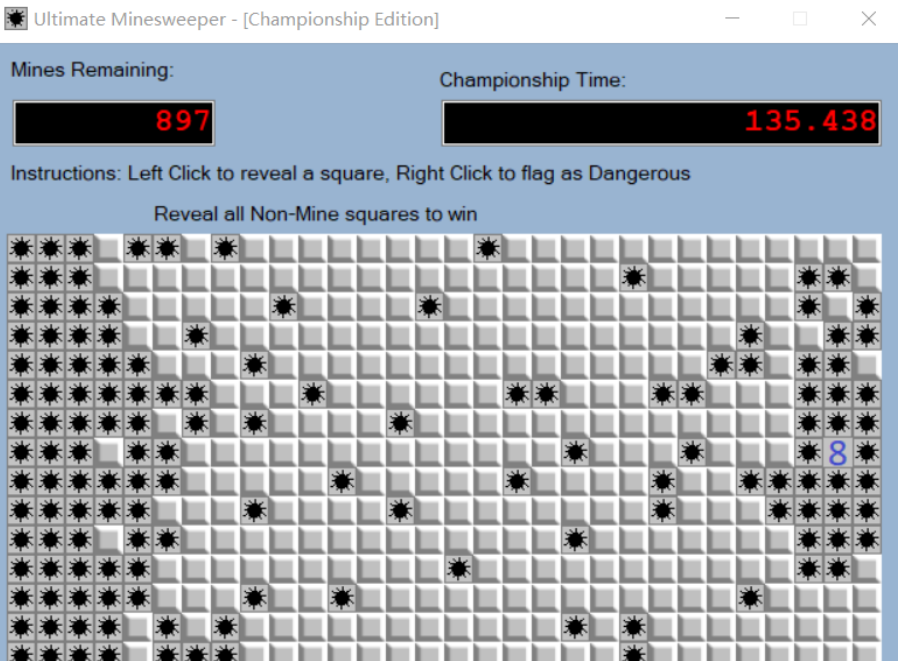 Ultimate Minesweeper - [Championship Edition]
Mines Remaining:
Championship Time:
897
135.438
Instructions: Left Click to reveal a square, Right Click to flag as Dangerous
Reveal all Non-Mine squares to win
8